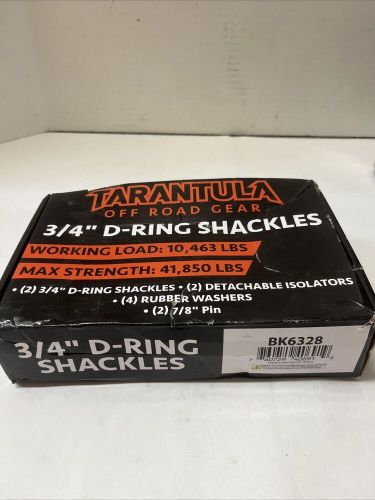 TARANTULA
OFF ROAD GEAR
3/4" D-RING SHACKLES
WORKING LOAD: 10,463 LBS
MAX STRENGTH: 41,850 LBS
• (2) 3/4" D-RING SHACKLES • (2) DETACHABLE ISOLATORS
• (4) RUBBER WASHERS
• (2) 7/8" Pin
3/4" D-RING
SHACKLES
BK6328